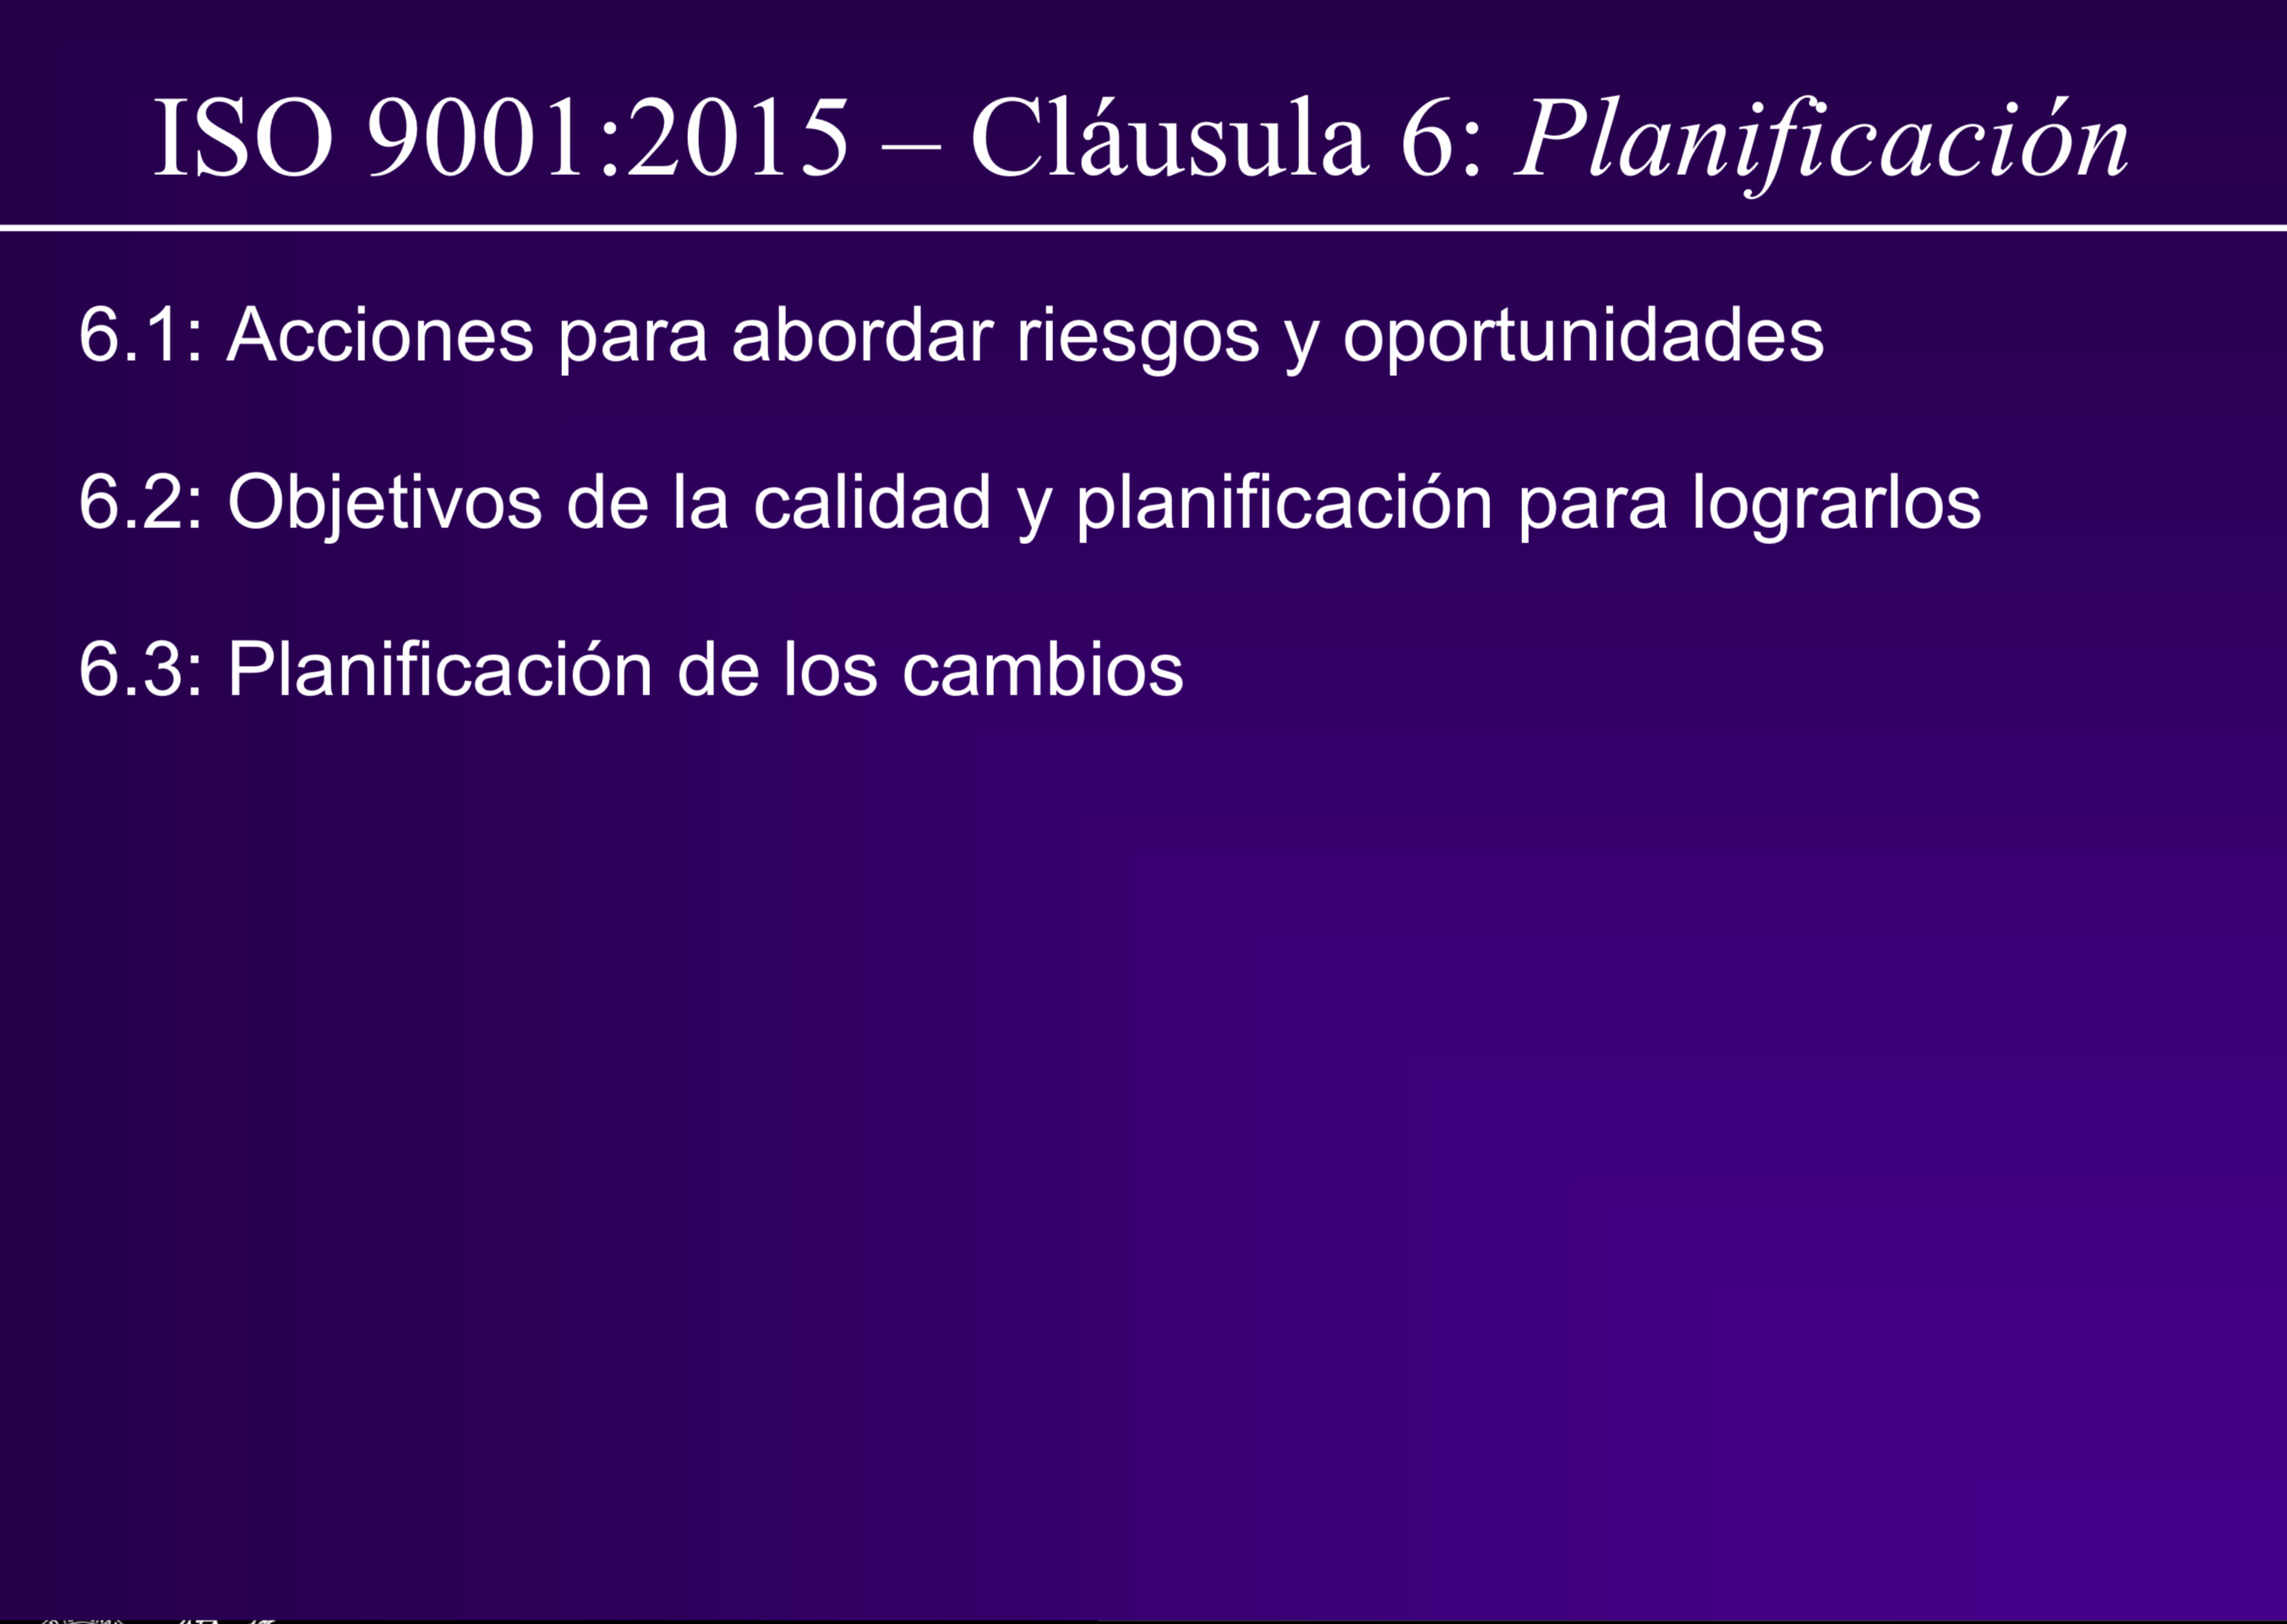 ISO 9001:2015 – Cláusula 6: Planificación
6.1: Acciones para abordar riesgos y oportunidades
6.2: Objetivos de la calidad y planificación para lograrlos
6.3: Planificación de los cambios